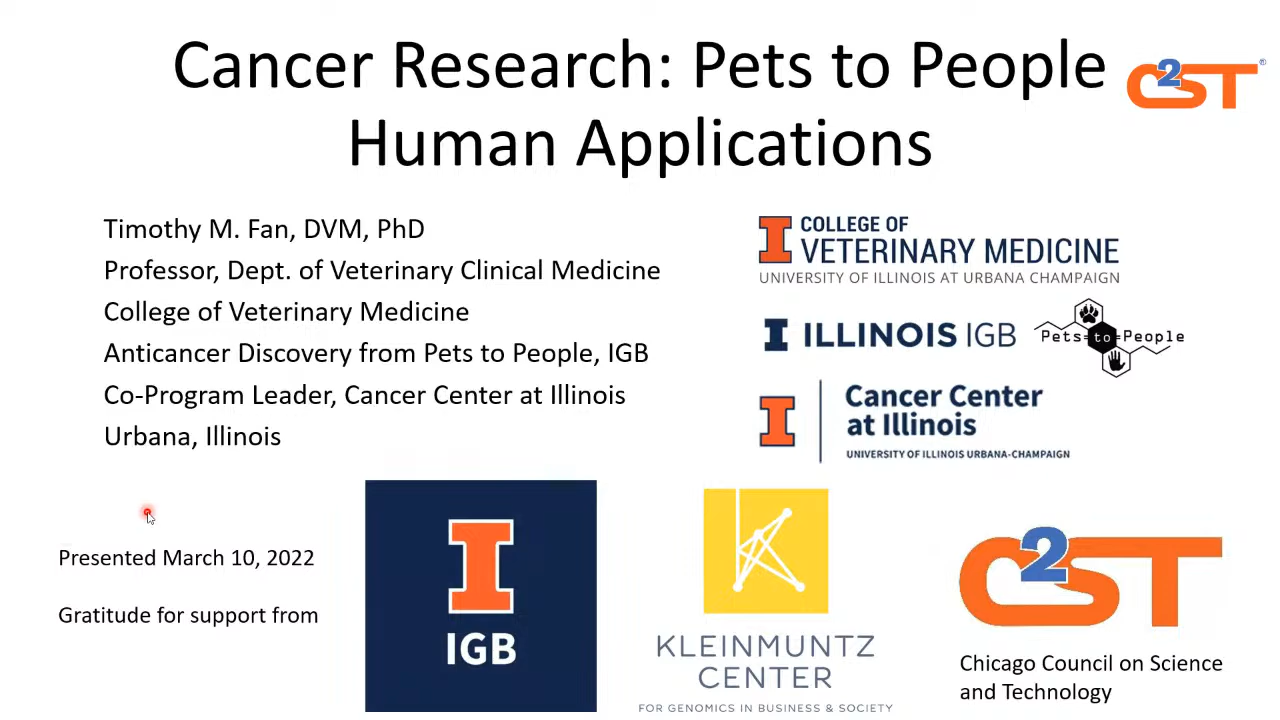 Cancer Research: Pets to People
Human Applications
C2ST®
Timothy M. Fan, DVM, PhD
Professor, Dept. of Veterinary Clinical Medicine
College of Veterinary Medicine
Anticancer Discovery from Pets to People, IGB
Co-Program Leader, Cancer Center at Illinois
Urbana, Illinois
I COLLEGE OF
VETERINARY MEDICINE
UNIVERSITY OF ILLINOIS AT URBANA CHAMPAIGN
I ILLINOIS IGB
Pets to People
I Cancer Center
at Illinois
UNIVERSITY OF ILLINOIS URBANA-CHAMPAIGN
Presented March 10, 2022
Gratitude for support from
I
IGB
K
KLEINMUNTZ
CENTER
FOR GENOMICS IN BUSINESS & SOCIETY
C2ST
Chicago Council on Science
and Technology